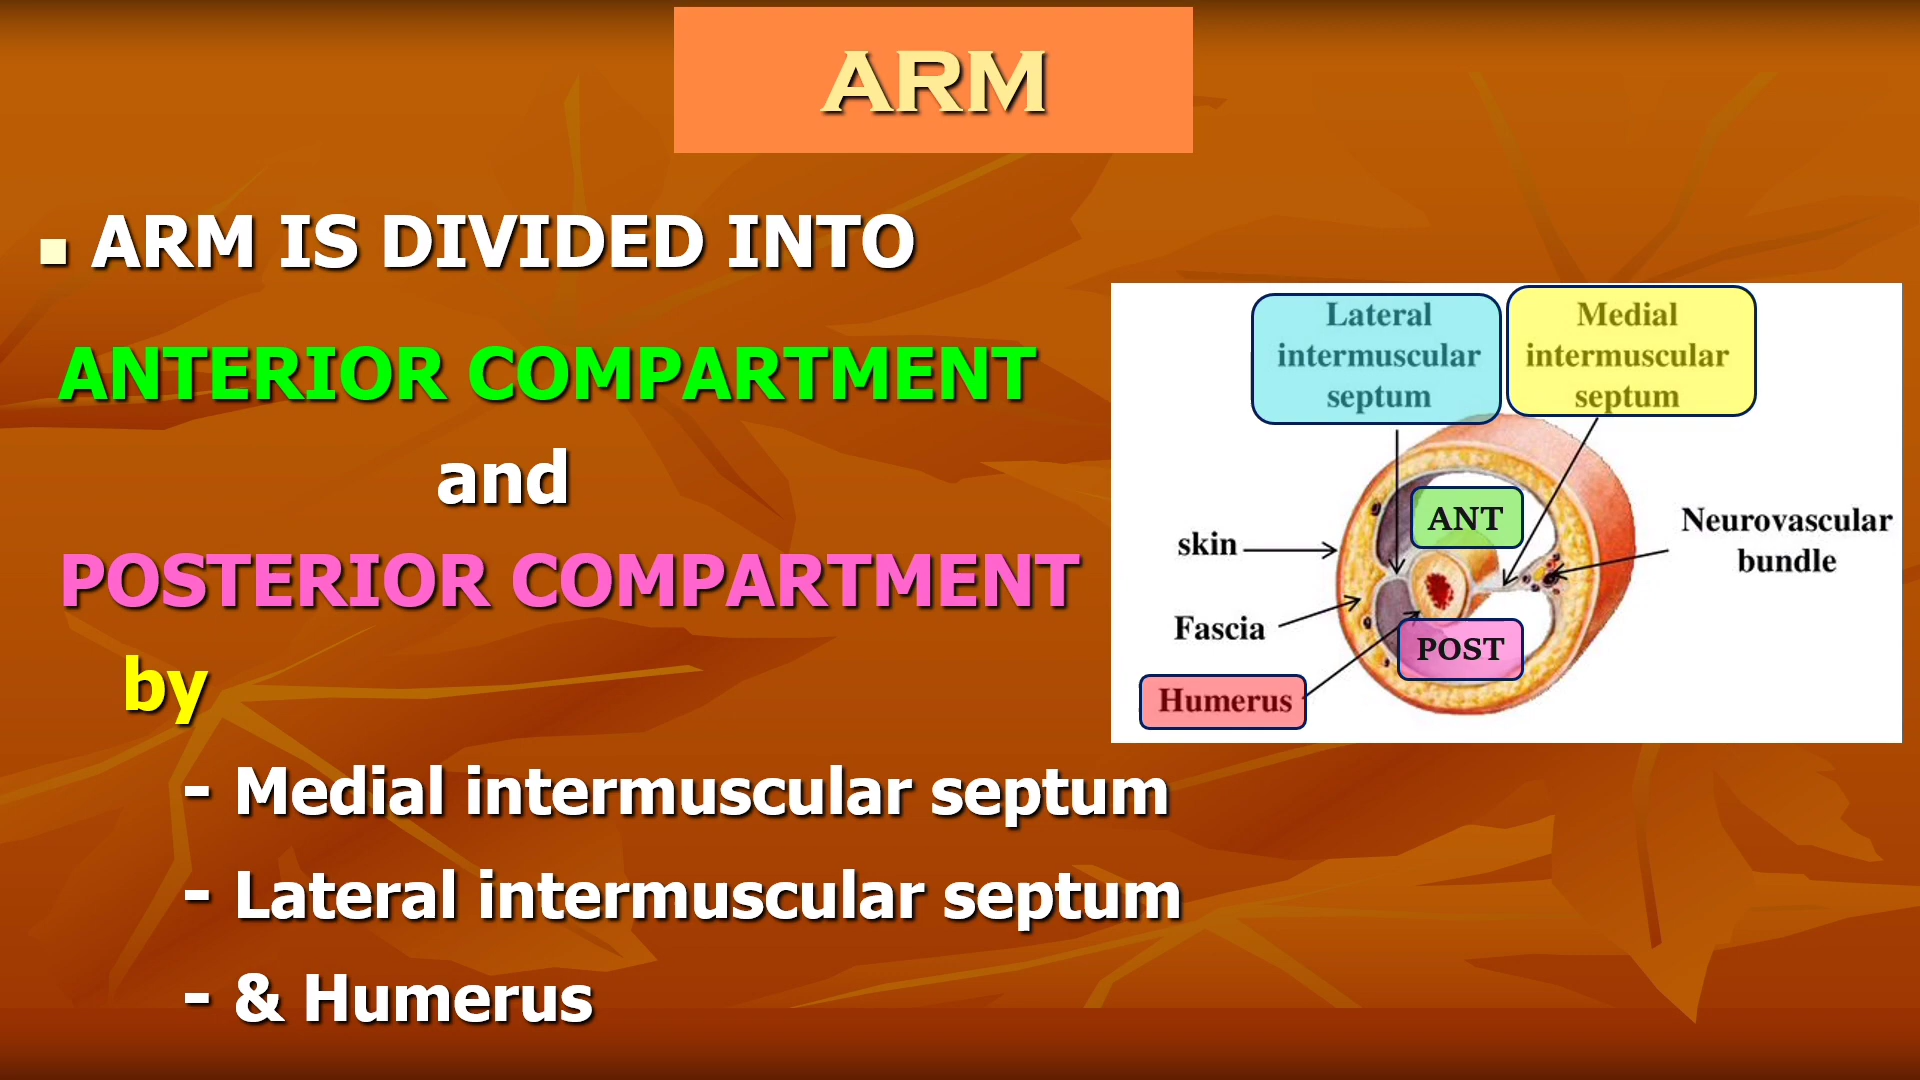 ARM
ARM IS DIVIDED INTO
ANTERIOR COMPARTMENT
and
POSTERIOR COMPARTMENT
by
- Medial intermuscular septum
- Lateral intermuscular septum
- & Humerus
Lateral
intermuscular
septum
Medial
intermuscular
septum
ANT
skin
Neurovascular
bundle
Fascia
POST
Humerus